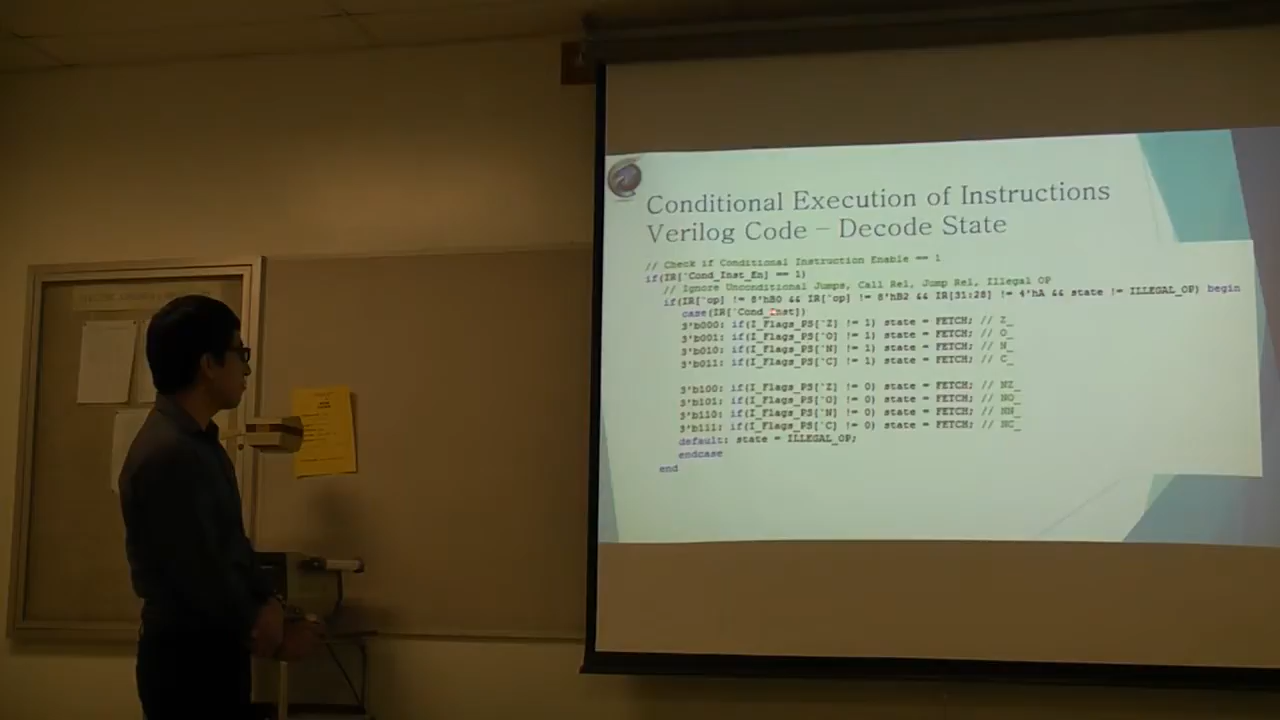 Conditional Execution of Instructions
Verilog Code – Decode State
// Check if Conditional Instruction Enable == 1
if(IR[`Cond_Inst_En] == 1)
// Ignore Unconditional Jumps, Call Rel, Jump Rel, Illegal OP
if(IR[`op] != 8'hB0 && IR[`op] != 8'hB2 && IR[31:28] != 4'hA && state != ILLEGAL_OP) begin
case(IR[`Cond_Inst])
3'b000: if(I_Flags_PS[`Z] != 1) state = FETCH; // Z_
3'b001: if(I_Flags_PS[`O] != 1) state = FETCH; // O_
3'b010: if(I_Flags_PS[`N] != 1) state = FETCH; // N_
3'b011: if(I_Flags_PS[`C] != 1) state = FETCH; // C_
3'b100: if(I_Flags_PS[`Z] != 0) state = FETCH; // NZ_
3'b101: if(I_Flags_PS[`O] != 0) state = FETCH; // NO_
3'b110: if(I_Flags_PS[`N] != 0) state = FETCH; // NN_
3'b111: if(I_Flags_PS[`C] != 0) state = FETCH; // NC_
default: state = ILLEGAL_OP;
endcase
end